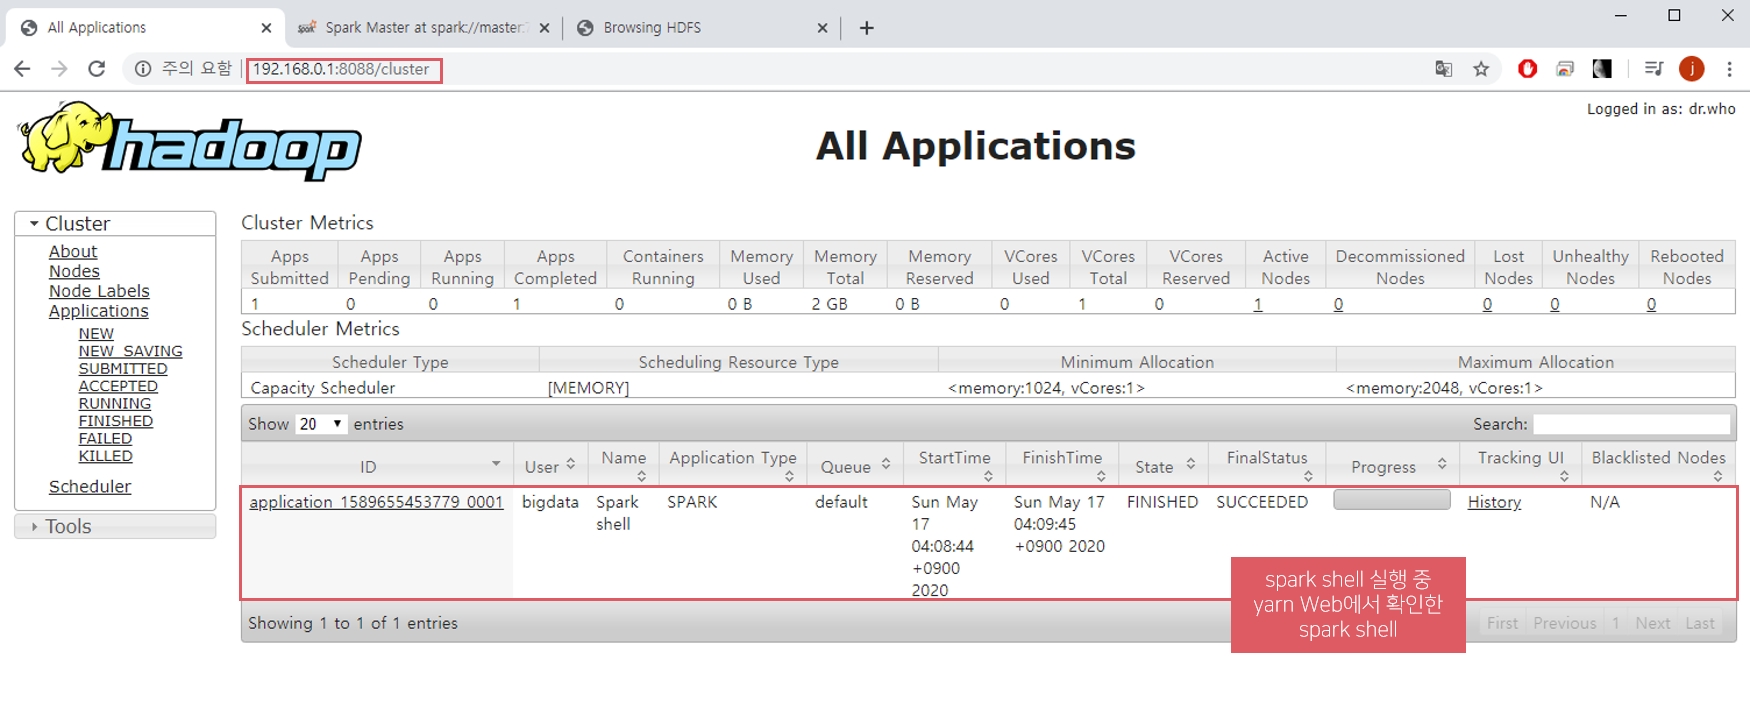 All Applications
Spark Master at spark://master:7
Browsing HDFS
주의 요함
192.168.0.1:8088/cluster
j
hadoop
All Applications
Logged in as: dr.who
Cluster
About
Nodes
Node Labels
Applications
NEW
NEW_SAVING
SUBMITTED
ACCEPTED
RUNNING
FINISHED
FAILED
KILLED
Scheduler
Tools
Cluster Metrics
Apps Submitted Apps Pending Apps Running Apps Completed Containers Running Memory Used Memory Total Memory Reserved VCores Used VCores Total VCores Reserved Active Nodes Decommissioned Nodes Lost Nodes Unhealthy Nodes Rebooted Nodes
1 0 0 1 0 0 B 2 GB 0 B 0 1 0 1 0 0 0 0
Scheduler Metrics
Scheduler Type Scheduling Resource Type Minimum Allocation Maximum Allocation
Capacity Scheduler [MEMORY] <memory:1024, vCores:1> <memory:2048, vCores:1>
Show 20 entries Search:
ID User Name Application Type Queue StartTime FinishTime State FinalStatus Progress Tracking UI Blacklisted Nodes
application_1589655453779_0001 bigdata Spark shell SPARK default Sun May 17 04:08:44 +0900 2020 Sun May 17 04:09:45 +0900 2020 FINISHED SUCCEEDED History N/A
spark shell 실행 중
yarn Web에서 확인한
spark shell
Showing 1 to 1 of 1 entries First Previous 1 Next Last